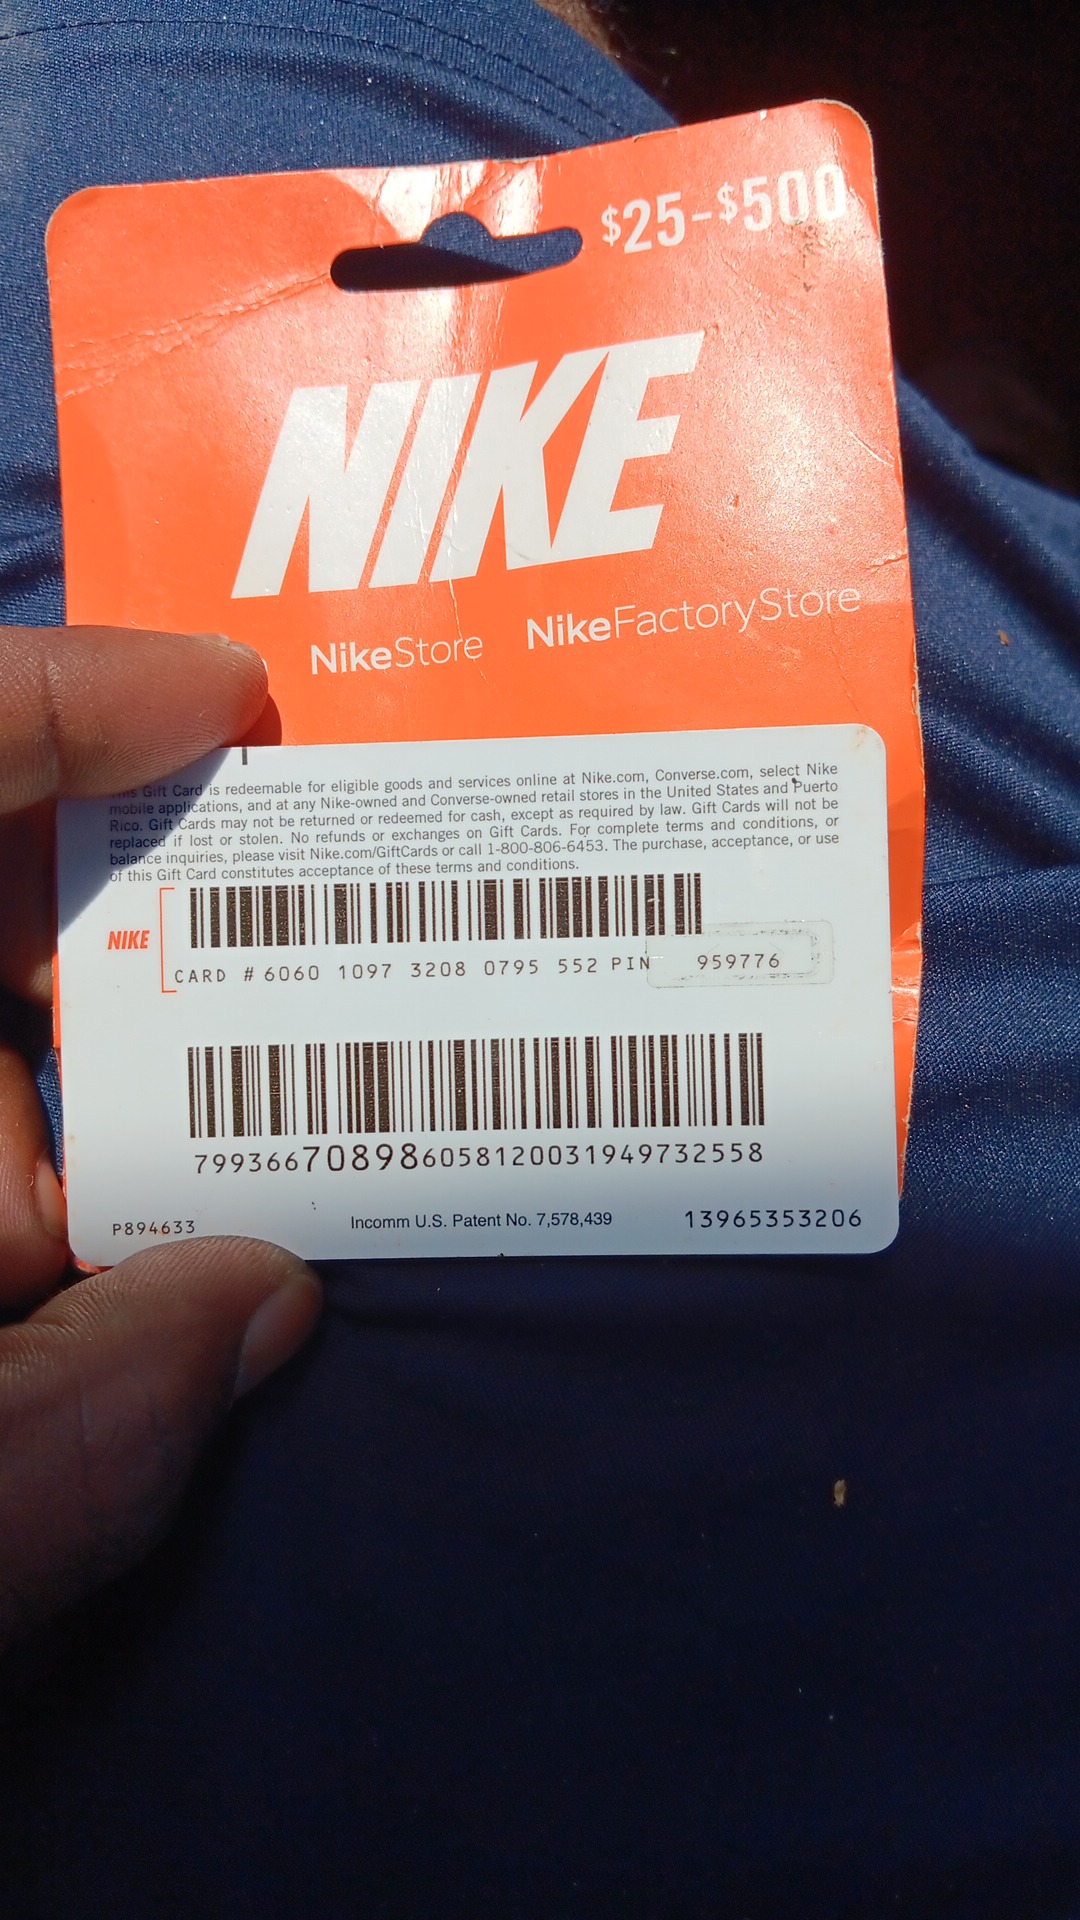 $25-$500
NIKE
NikeStore NikeFactoryStore
This Gift Card is redeemable for eligible goods and services online at Nike.com, Converse.com, select Nike
mobile applications, and at any Nike-owned and Converse-owned retail stores in the United States and Puerto
Rico. Gift Cards may not be returned or redeemed for cash, except as required by law. Gift Cards will not be
replaced if lost or stolen. No refunds or exchanges on Gift Cards. For complete terms and conditions, or
balance inquiries, please visit Nike.com/GiftCards or call 1-800-806-6453. The purchase, acceptance, or use
of this Gift Card constitutes acceptance of these terms and conditions.
NIKE
CARD # 6060 1097 3208 0795 552 PIN 959776
799366708986058120031949732558
P894633 Incomm U.S. Patent No. 7,578,439 13965353206